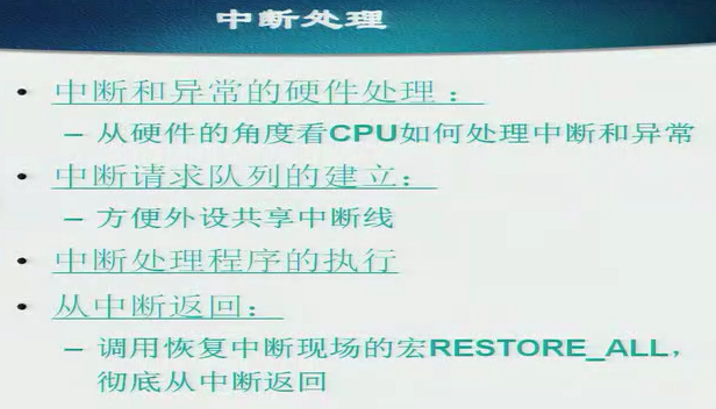 中断处理
• 中断和异常的硬件处理：
– 从硬件的角度看CPU如何处理中断和异常
• 中断请求队列的建立：
– 方便外设共享中断线
• 中断处理程序的执行
• 从中断返回：
– 调用恢复中断现场的宏RESTORE_ALL，
彻底从中断返回